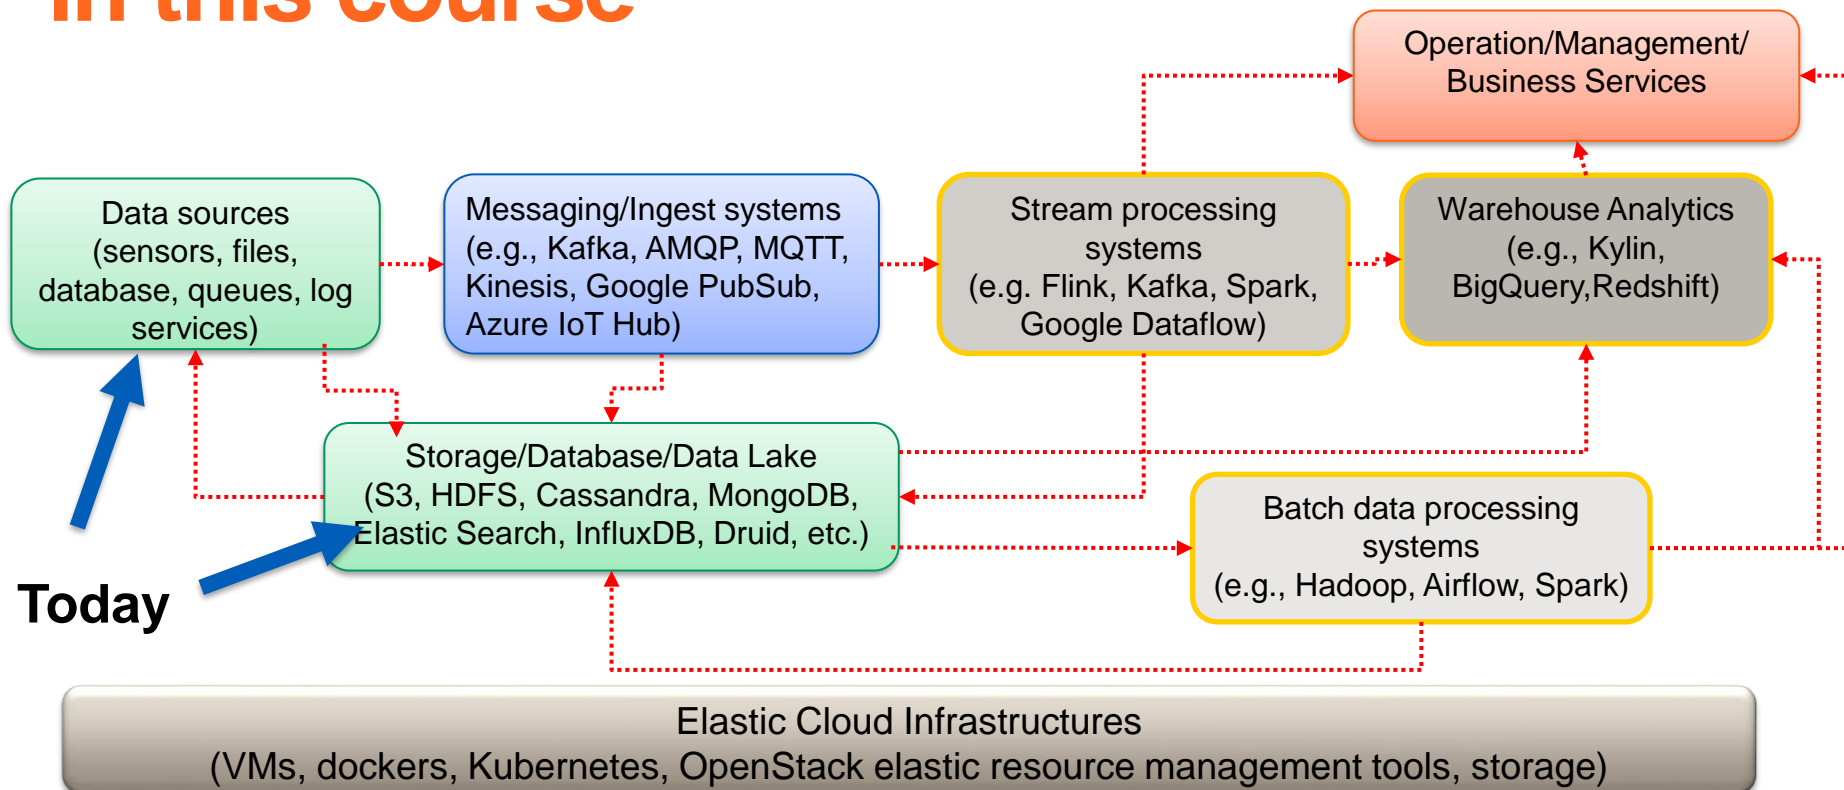 in this course
Operation/Management/
Business Services
Data sources
(sensors, files,
database, queues, log
services)
Messaging/Ingest systems
(e.g., Kafka, AMQP, MQTT,
Kinesis, Google PubSub,
Azure IoT Hub)
Stream processing
systems
(e.g. Flink, Kafka, Spark,
Google Dataflow)
Warehouse Analytics
(e.g., Kylin,
BigQuery,Redshift)
Storage/Database/Data Lake
(S3, HDFS, Cassandra, MongoDB,
Elastic Search, InfluxDB, Druid, etc.)
Batch data processing
systems
(e.g., Hadoop, Airflow, Spark)
Today
Elastic Cloud Infrastructures
(VMs, dockers, Kubernetes, OpenStack elastic resource management tools, storage)